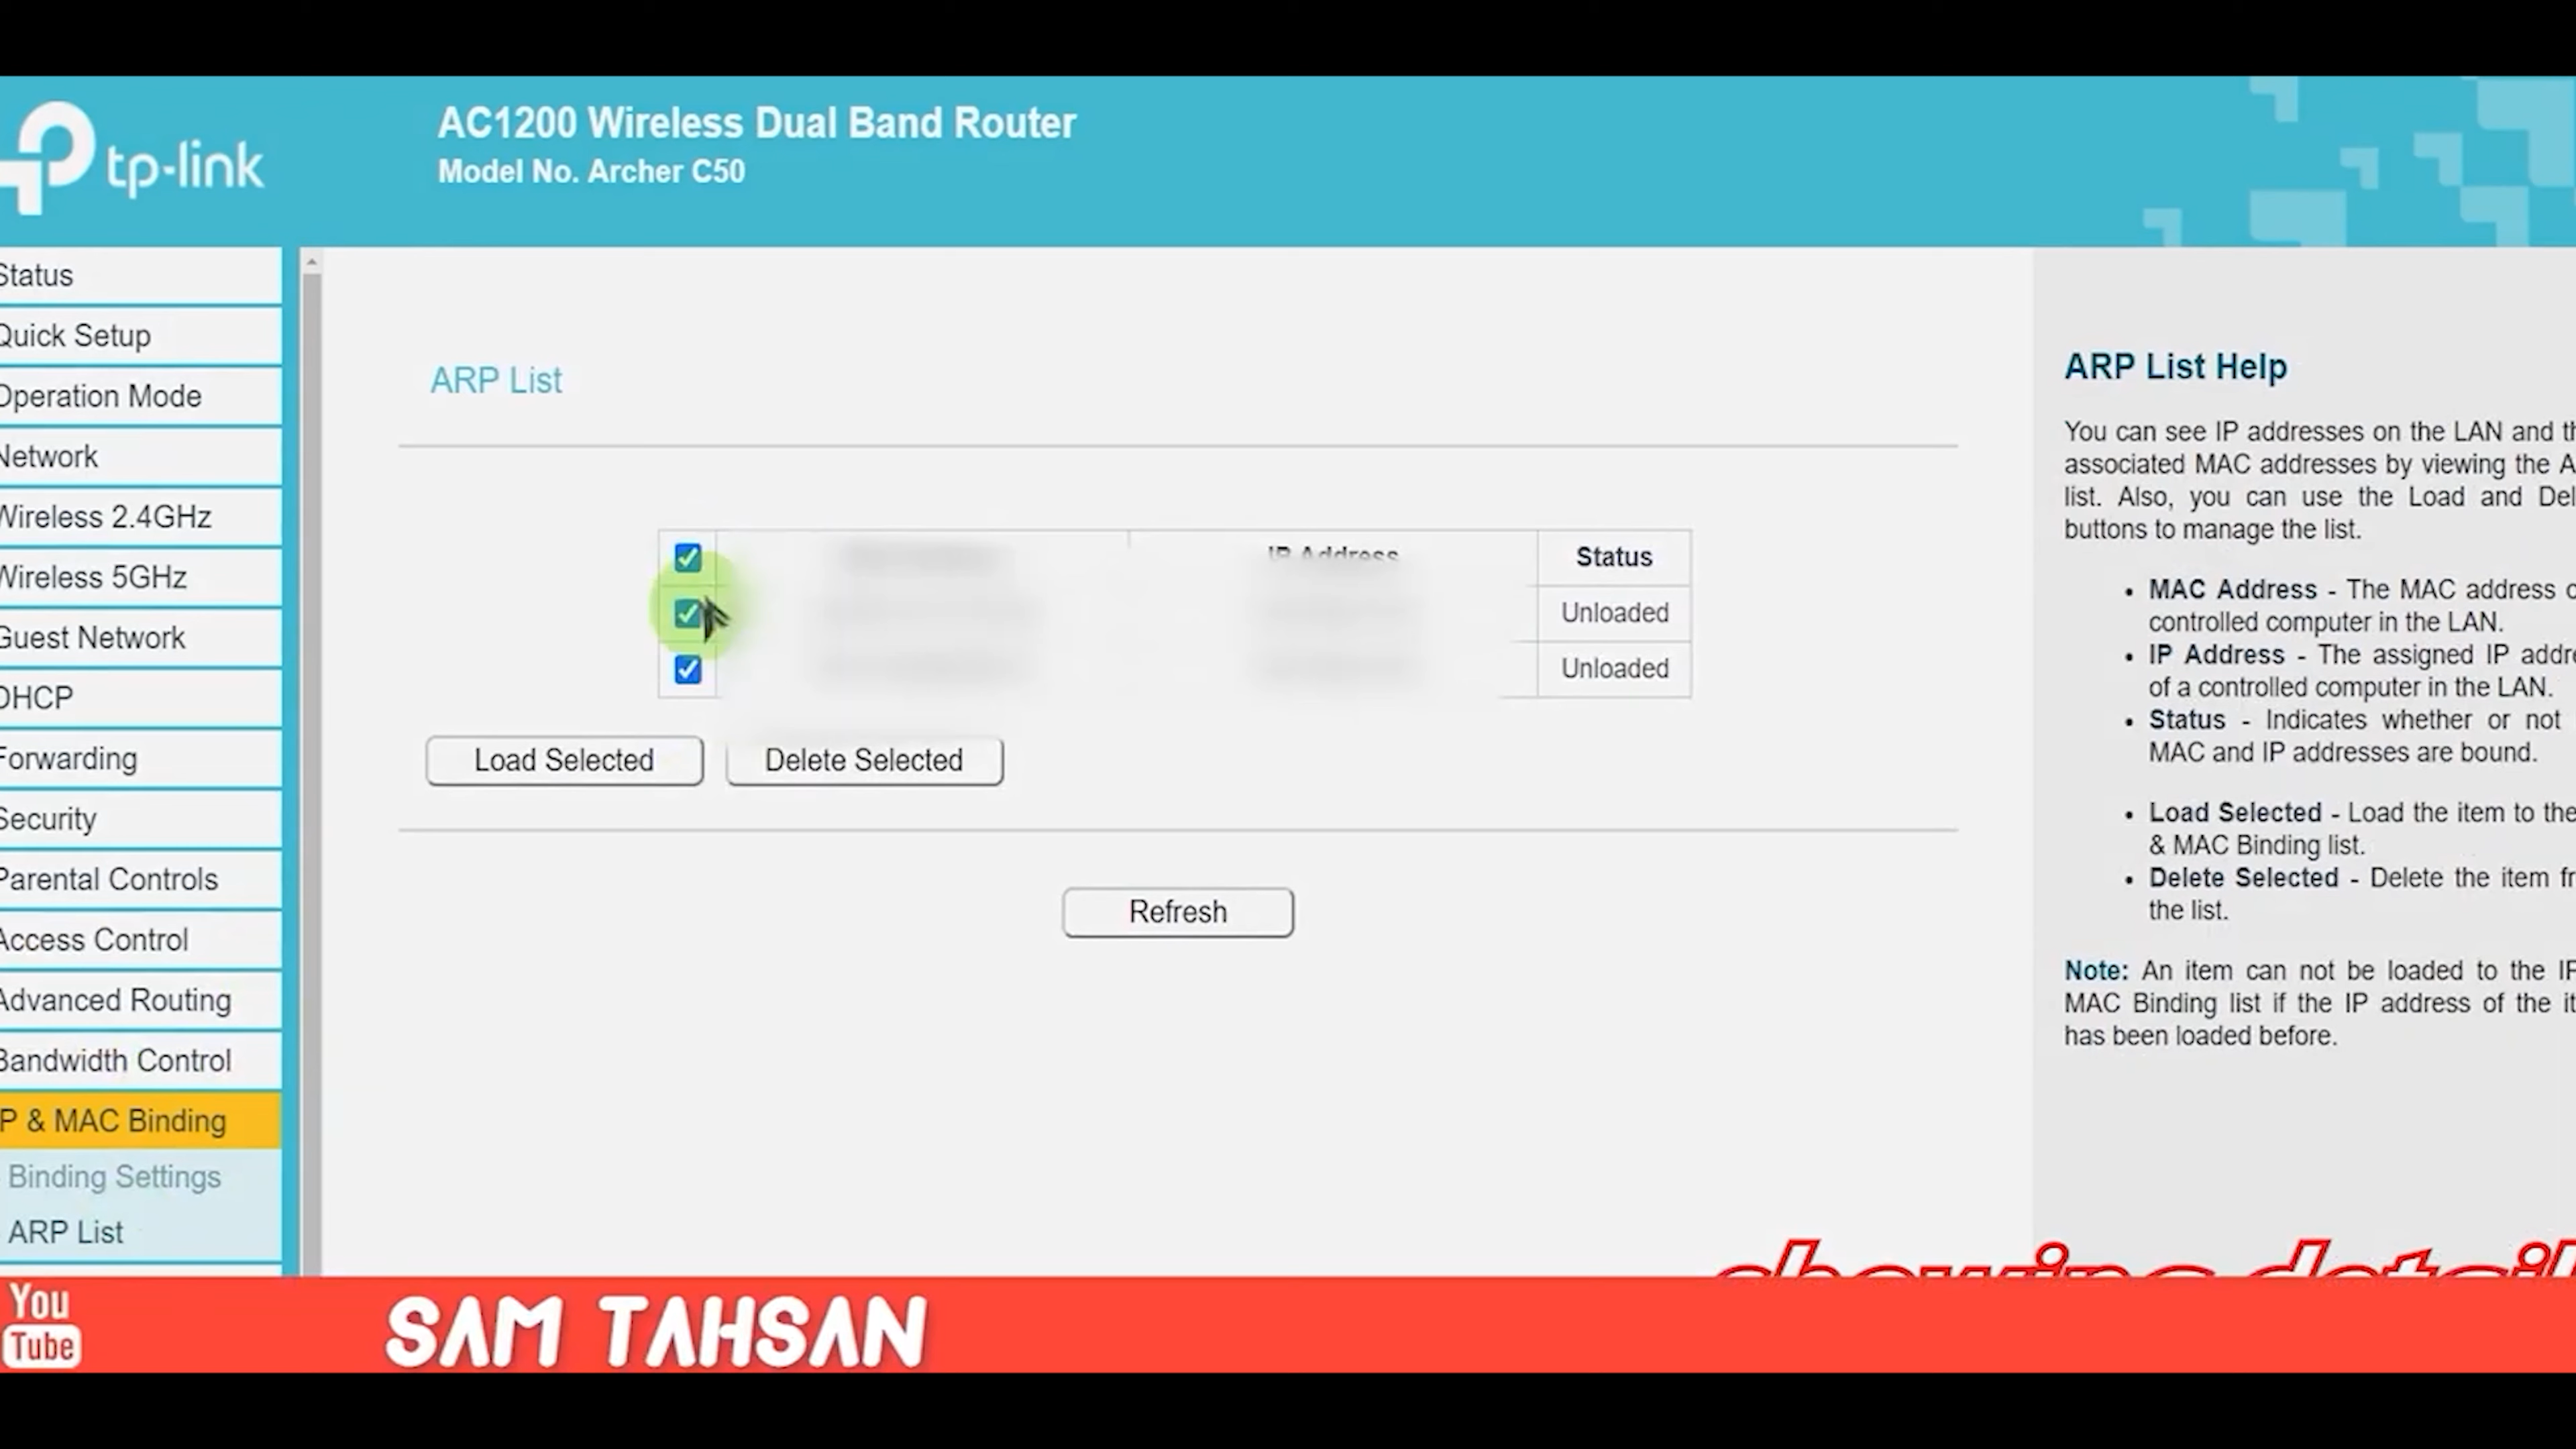 tp-link
AC1200 Wireless Dual Band Router
Model No. Archer C50
Status
Quick Setup
Operation Mode
Network
Wireless 2.4GHz
Wireless 5GHz
Guest Network
DHCP
Forwarding
Security
Parental Controls
Access Control
Advanced Routing
Bandwidth Control
P & MAC Binding
Binding Settings
ARP List
ARP List
IP Address
Status
Unloaded
Unloaded
Load Selected
Delete Selected
Refresh
ARP List Help
You can see IP addresses on the LAN and
associated MAC addresses by viewing the
list. Also, you can use the Load and
buttons to manage the list.
• MAC Address - The MAC address
controlled computer in the LAN.
• IP Address - The assigned IP
of a controlled computer in the LAN.
• Status - Indicates whether or not
MAC and IP addresses are bound.
• Load Selected - Load the item to the
& MAC Binding list.
• Delete Selected - Delete the item
the list.
Note: An item can not be loaded to the
MAC Binding list if the IP address of the
has been loaded before.
You
Tube
SAM TAHSAN
showing